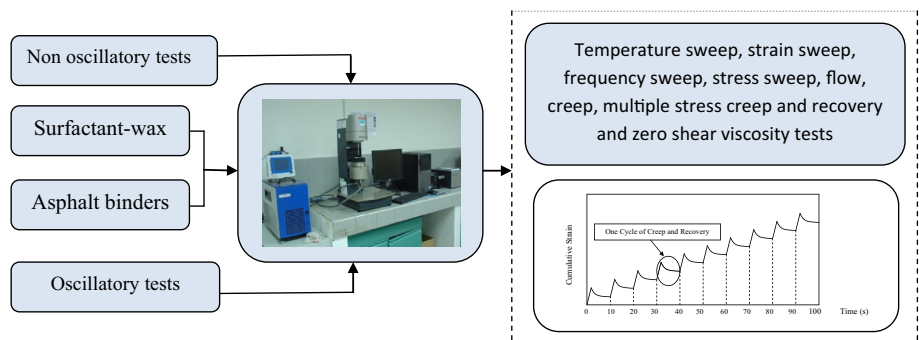 Non oscillatory tests
Surfactant-wax
Asphalt binders
Oscillatory tests
Temperature sweep, strain sweep,
frequency sweep, stress sweep, flow,
creep, multiple stress creep and recovery
and zero shear viscosity tests
One Cycle of Creep and Recovery
Cumulative Strain
0 10 20 30 40 50 60 70 80 90 100 Time (s)